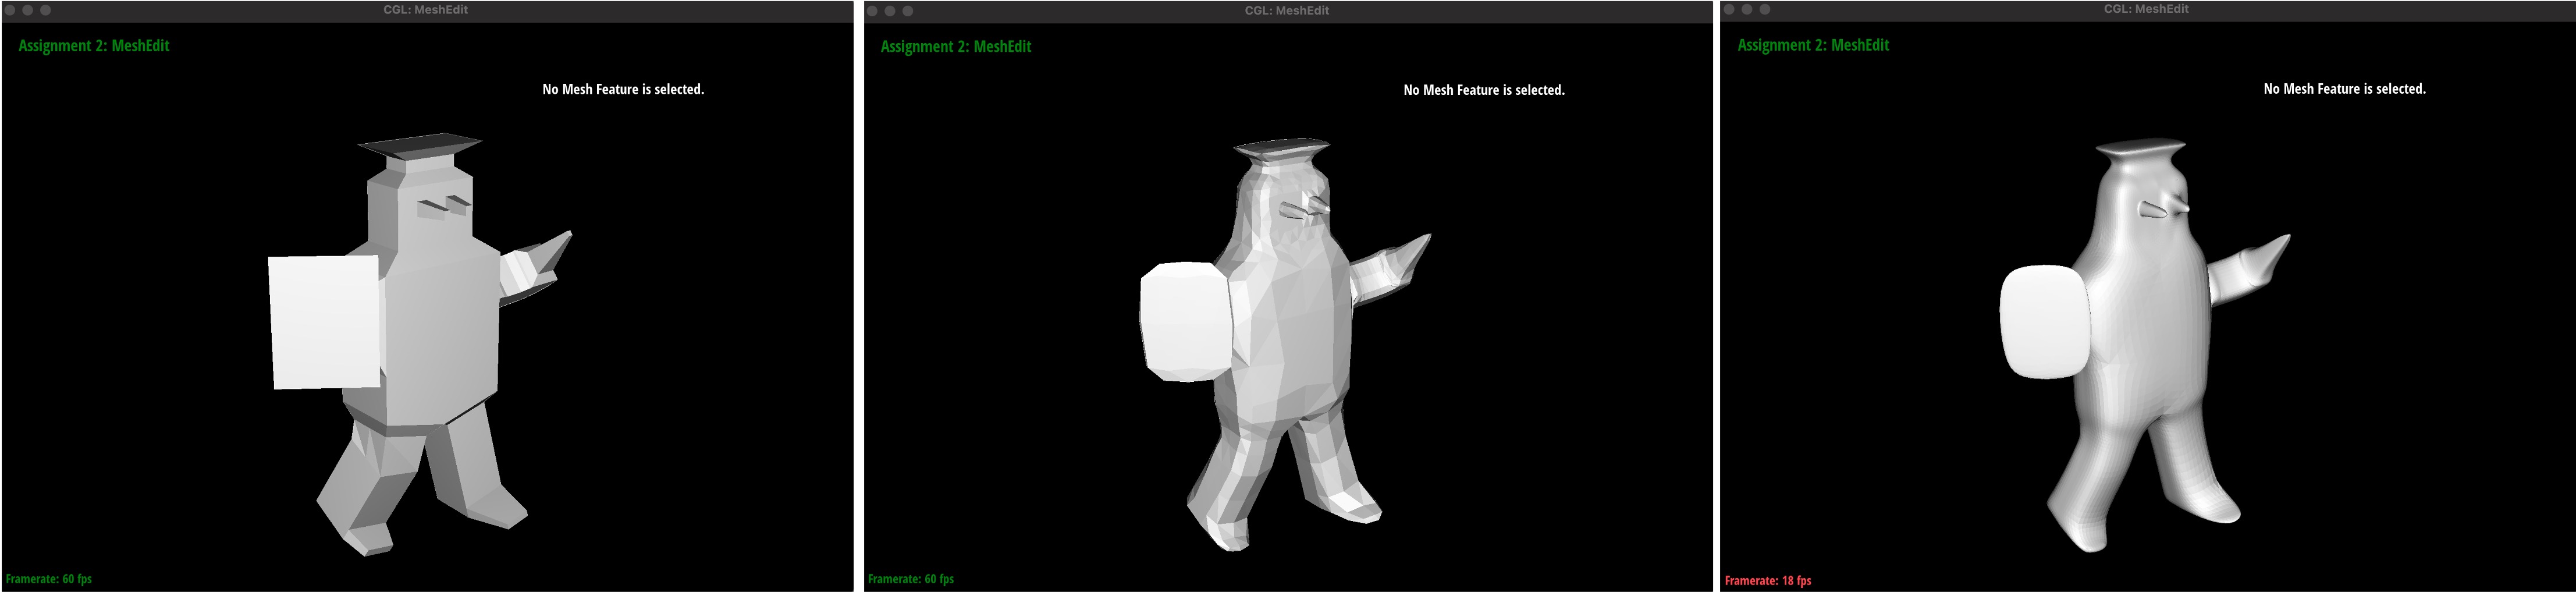 CGL: MeshEdit
Assignment 2: MeshEdit
No Mesh Feature is selected.
Framerate: 60 fps
CGL: MeshEdit
Assignment 2: MeshEdit
No Mesh Feature is selected.
Framerate: 60 fps
CGL: MeshEdit
Assignment 2: MeshEdit
No Mesh Feature is selected.
Framerate: 18 fps